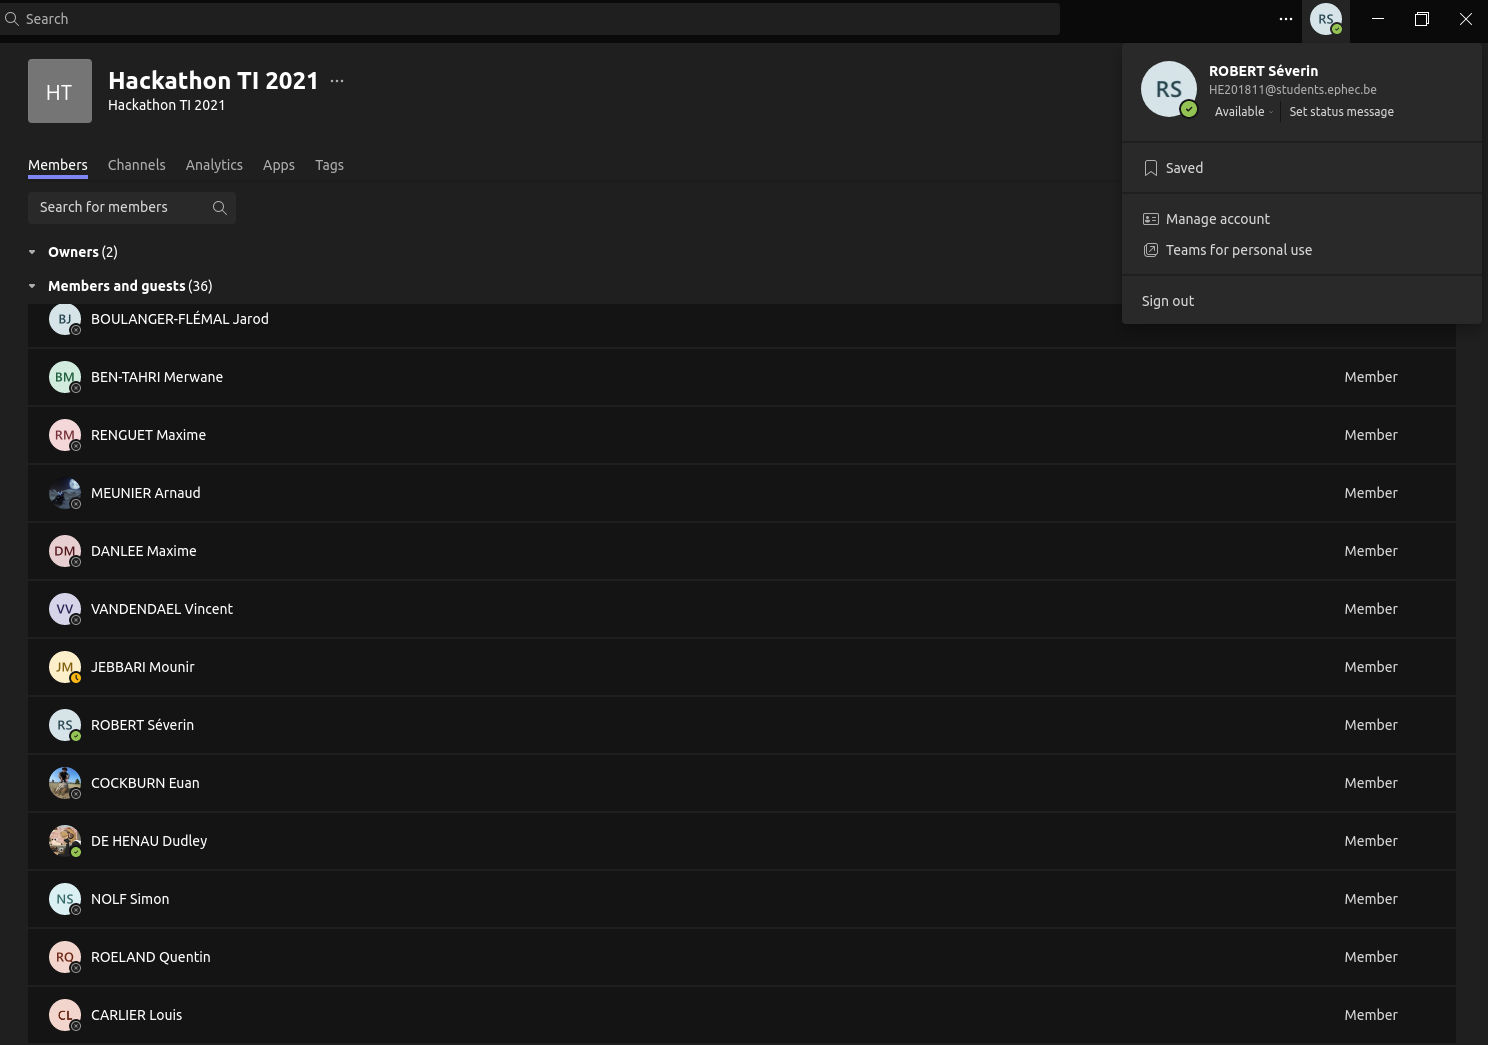 Search
RS
HT
Hackathon TI 2021 ...
Hackathon TI 2021
RS
ROBERT Séverin
HE201811@students.ephec.be
Available
Set status message
Saved
Manage account
Teams for personal use
Sign out
Members Channels Analytics Apps Tags
Search for members
Owners (2)
Members and guests (36)
BJ BOULANGER-FLÉMAL Jarod
BM BEN-TAHRI Merwane Member
RM RENGUET Maxime Member
MEUNIER Arnaud Member
DM DANLEE Maxime Member
VV VANDENDAEL Vincent Member
JM JEBBARI Mounir Member
RS ROBERT Séverin Member
COCKBURN Euan Member
DE HENAU Dudley Member
NS NOLF Simon Member
RQ ROELAND Quentin Member
CL CARLIER Louis Member